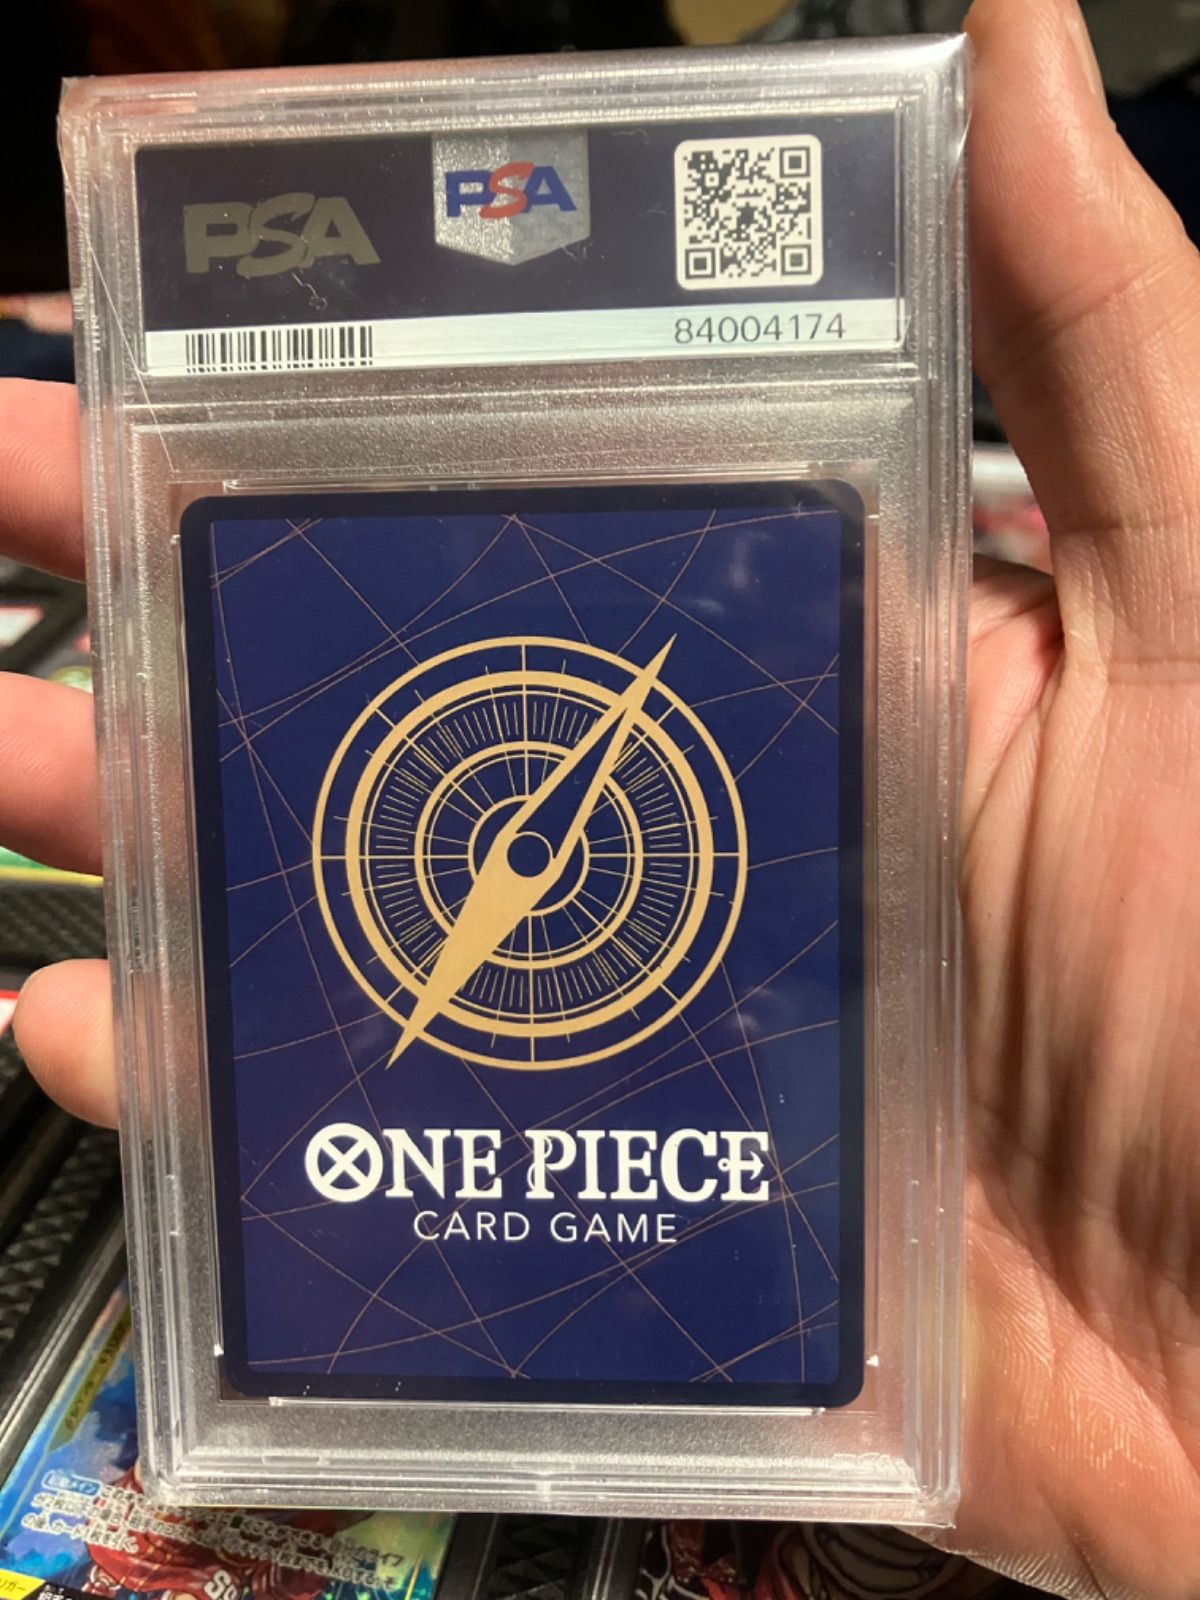 PSA
PSA
84004174
ONE PIECE
CARD GAME